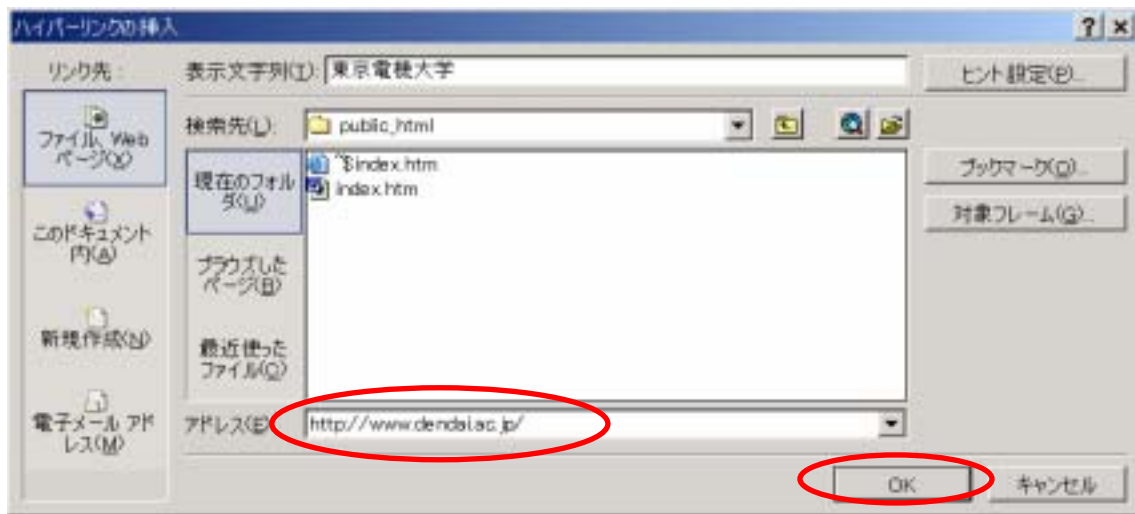 ハイパーリンクの挿入
リンク先:
表示文字列(T): 東京電機大学
ヒント設定(P)...
ファイル、Web
ページ(X)
検索先(L): public_html
現在のフォル
ダ(U)
~$index.htm
index.htm
ブックマーク(O)...
対象フレーム(G)...
このドキュメント
内(A)
ブラウズした
ページ(B)
新規作成(N)
最近使った
ファイル(C)
電子メール アド
レス(M)
アドレス(E): http://www.dendai.ac.jp/
OK
キャンセル